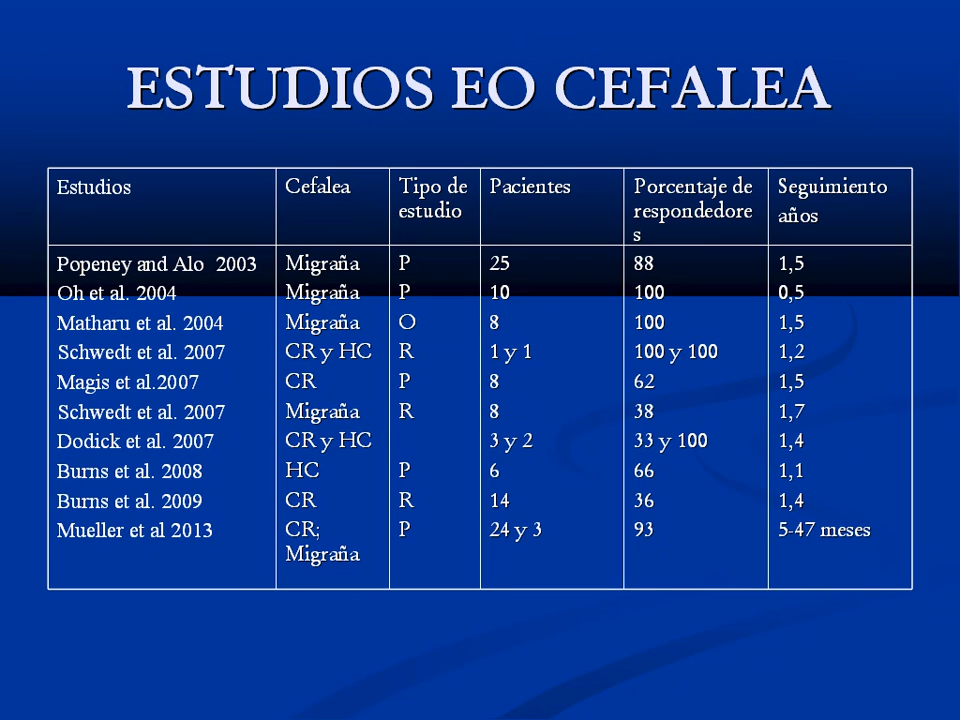 ESTUDIOS EO CEFALEA
Estudios Cefalea Tipo de estudio Pacientes Porcentaje de respondedores Seguimiento años
Popeney and Alo 2003 Migraña P 25 88 1,5
Oh et al. 2004 Migraña P 10 100 0,5
Matharu et al. 2004 Migraña O 8 100 1,5
Schwedt et al. 2007 CR y HC R 1 y 1 100 y 100 1,2
Magis et al.2007 CR P 8 62 1,5
Schwedt et al. 2007 Migraña R 8 38 1,7
Dodick et al. 2007 CR y HC 3 y 2 33 y 100 1,4
Burns et al. 2008 HC P 6 66 1,1
Burns et al. 2009 CR R 14 36 1,4
Mueller et al 2013 CR; Migraña P 24 y 3 93 5-47 meses